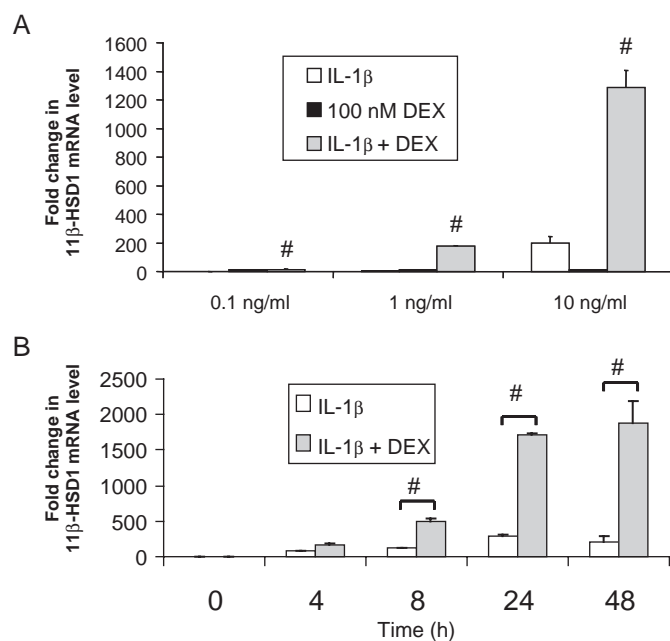 A
Fold change in
11β-HSD1 mRNA level
1600
1400
1200
1000
800
600
400
200
0
IL-1β
100 nM DEX
IL-1β + DEX
#
#
#
0.1 ng/ml
1 ng/ml
10 ng/ml
B
Fold change in
11β-HSD1 mRNA level
2500
2000
1500
1000
500
0
IL-1β
IL-1β + DEX
#
#
#
0
4
8
24
48
Time (h)